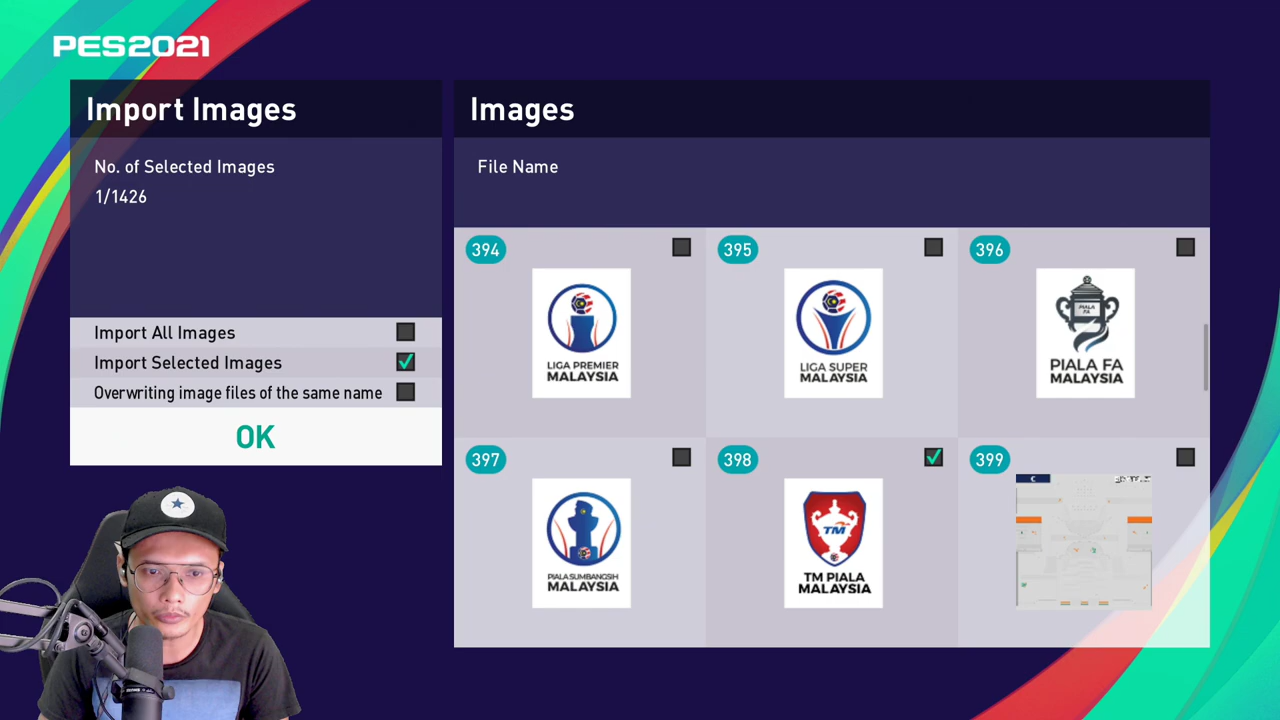 PES2021
Import Images
No. of Selected Images
1/1426
Import All Images
Import Selected Images
Overwriting image files of the same name
OK
Images
File Name
394
LIGA PREMIER
MALAYSIA
395
LIGA SUPER
MALAYSIA
396
PIALA
FA
PIALA FA
MALAYSIA
397
PIALA SUMBANGSIH
MALAYSIA
398
TM
TM PIALA
MALAYSIA
399
C